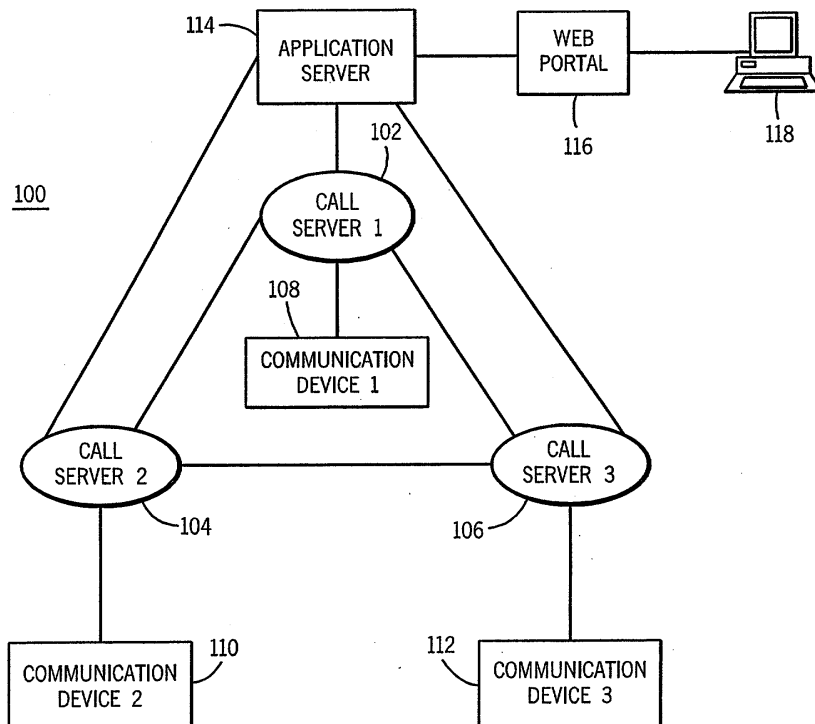 114
APPLICATION
SERVER
WEB
PORTAL
116
118
102
100
CALL
SERVER 1
108
COMMUNICATION
DEVICE 1
CALL
SERVER 2
104
CALL
SERVER 3
106
COMMUNICATION
DEVICE 2
110
112
COMMUNICATION
DEVICE 3